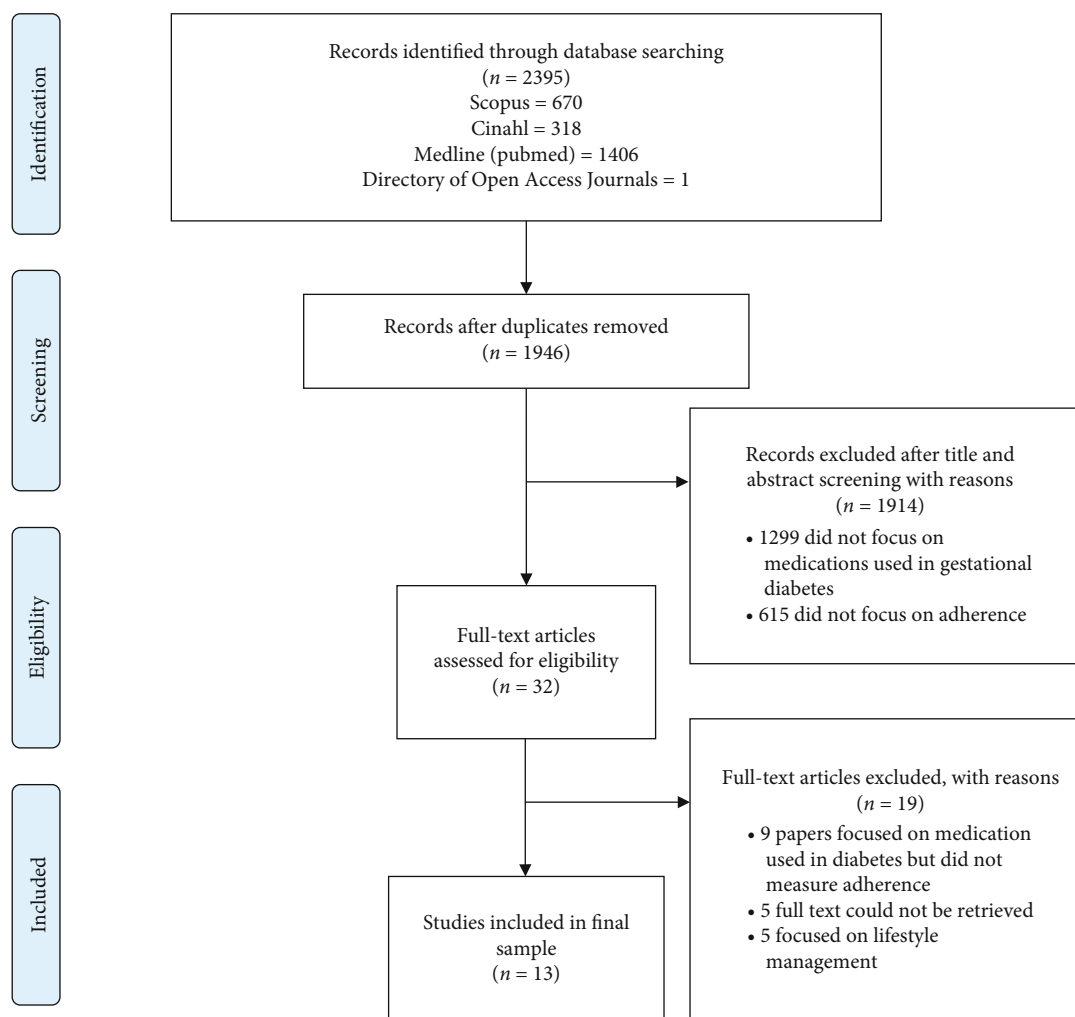 Identification
Records identified through database searching
(n = 2395)
Scopus = 670
Cinahl = 318
Medline (pubmed) = 1406
Directory of Open Access Journals = 1
Screening
Records after duplicates removed
(n = 1946)
Records excluded after title and
abstract screening with reasons
(n = 1914)
• 1299 did not focus on
medications used in gestational
diabetes
• 615 did not focus on adherence
Eligibility
Full-text articles
assessed for eligibility
(n = 32)
Full-text articles excluded, with reasons
(n = 19)
• 9 papers focused on medication
used in diabetes but did not
measure adherence
• 5 full text could not be retrieved
• 5 focused on lifestyle
management
Included
Studies included in final
sample
(n = 13)